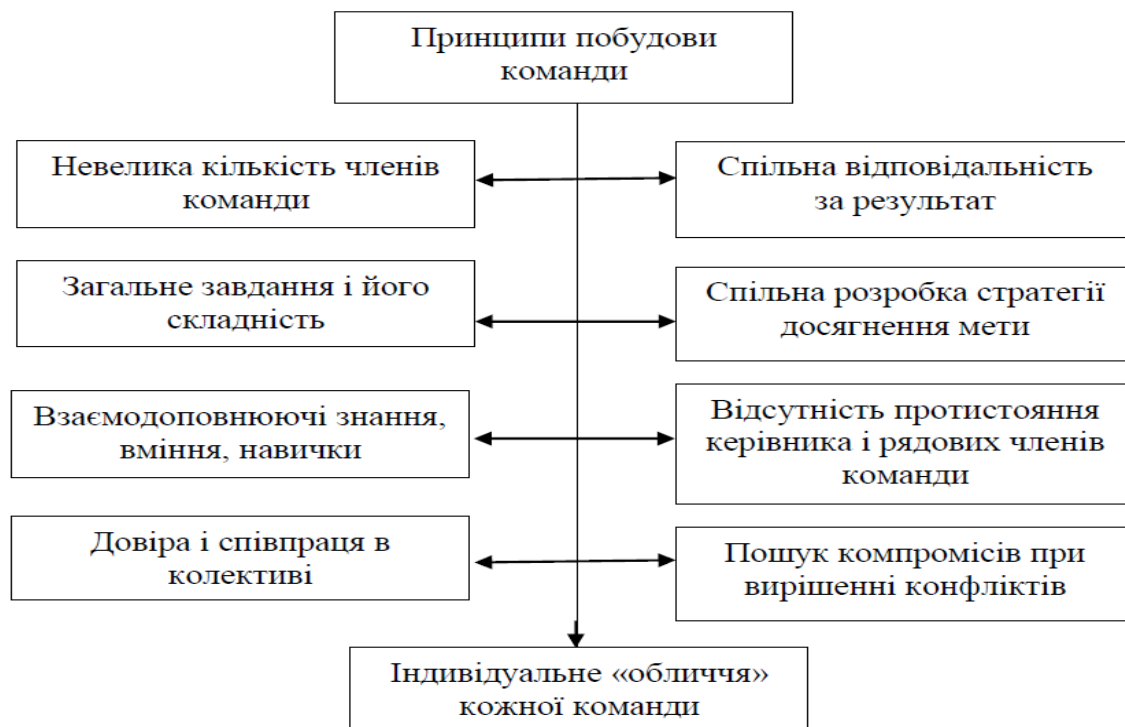 Принципи побудови
команди
Невелика кількість членів
команди
Спільна відповідальність
за результат
Загальне завдання і його
складність
Спільна розробка стратегії
досягнення мети
Взаємодоповнюючі знання,
вміння, навички
Відсутність протистояння
керівника і рядових членів
команди
Довіра і співпраця в
колективі
Пошук компромісів при
вирішенні конфліктів
Індивідуальне «обличчя»
кожної команди